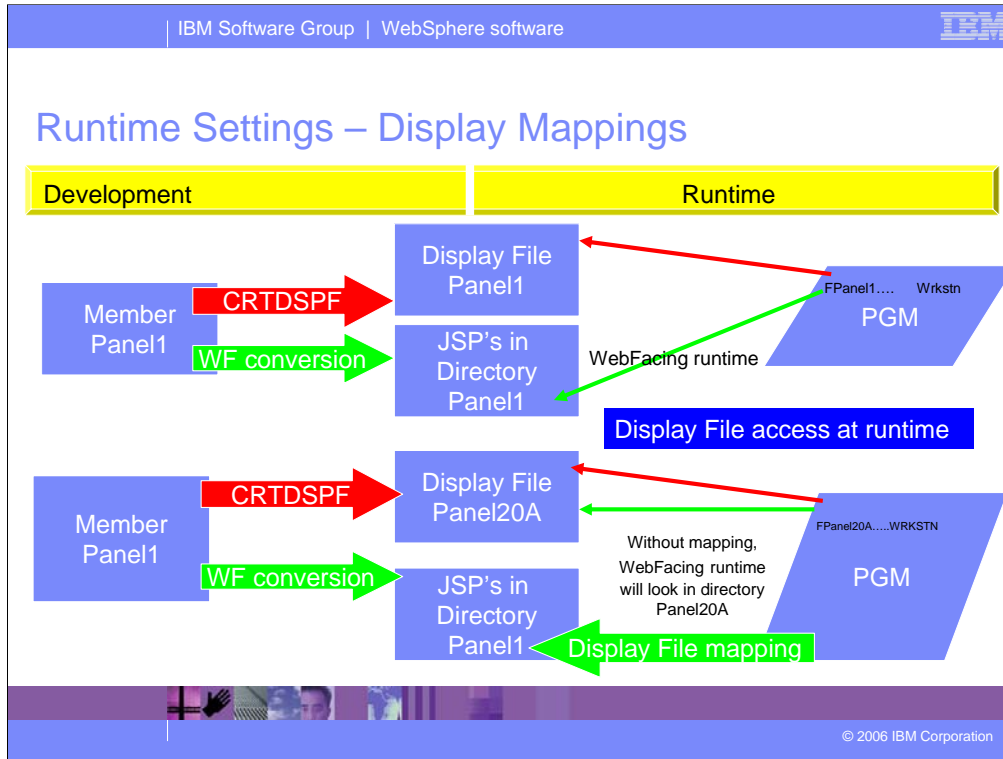 IBM Software Group | WebSphere software
IBM
Runtime Settings – Display Mappings
Development
Runtime
Member
Panel1
CRTDSPF
WF conversion
Display File
Panel1
JSP's in
Directory
Panel1
WebFacing runtime
FPanel1.... Wrkstn
PGM
Display File access at runtime
Member
Panel1
CRTDSPF
WF conversion
Display File
Panel20A
JSP's in
Directory
Panel1
Without mapping,
WebFacing runtime
will look in directory
Panel20A
FPanel20A.....WRKSTN
PGM
Display File mapping
© 2006 IBM Corporation